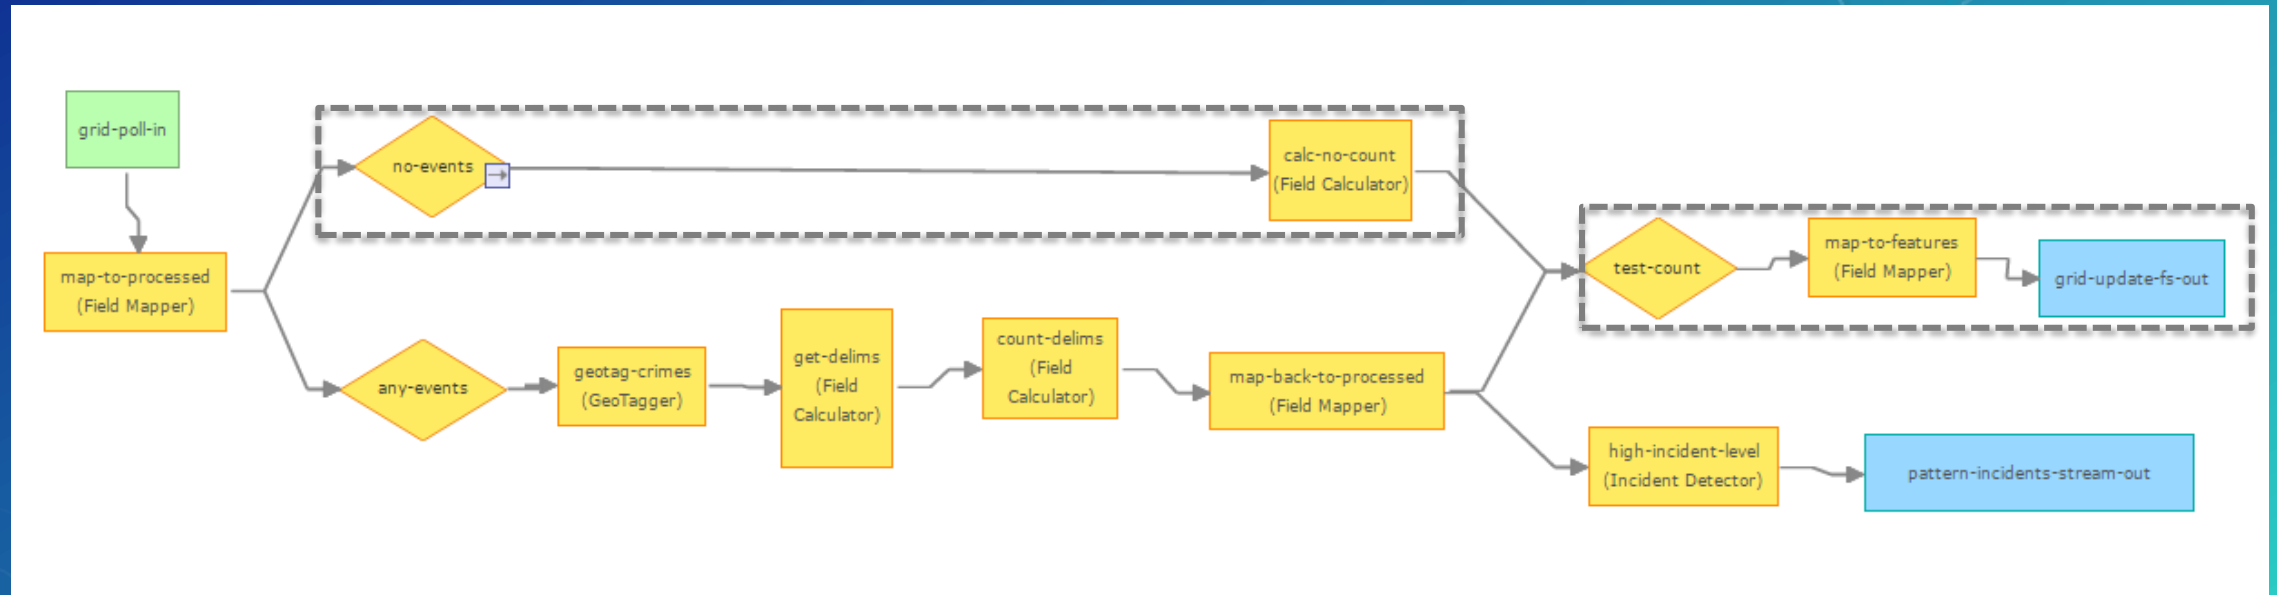 grid-poll-in
map-to-processed
(Field Mapper)
no-events
calc-no-count
(Field Calculator)
any-events
geotag-crimes
(GeoTagger)
get-delims
(Field
Calculator)
count-delims
(Field
Calculator)
map-back-to-processed
(Field Mapper)
test-count
map-to-features
(Field Mapper)
grid-update-fs-out
high-incident-level
(Incident Detector)
pattern-incidents-stream-out